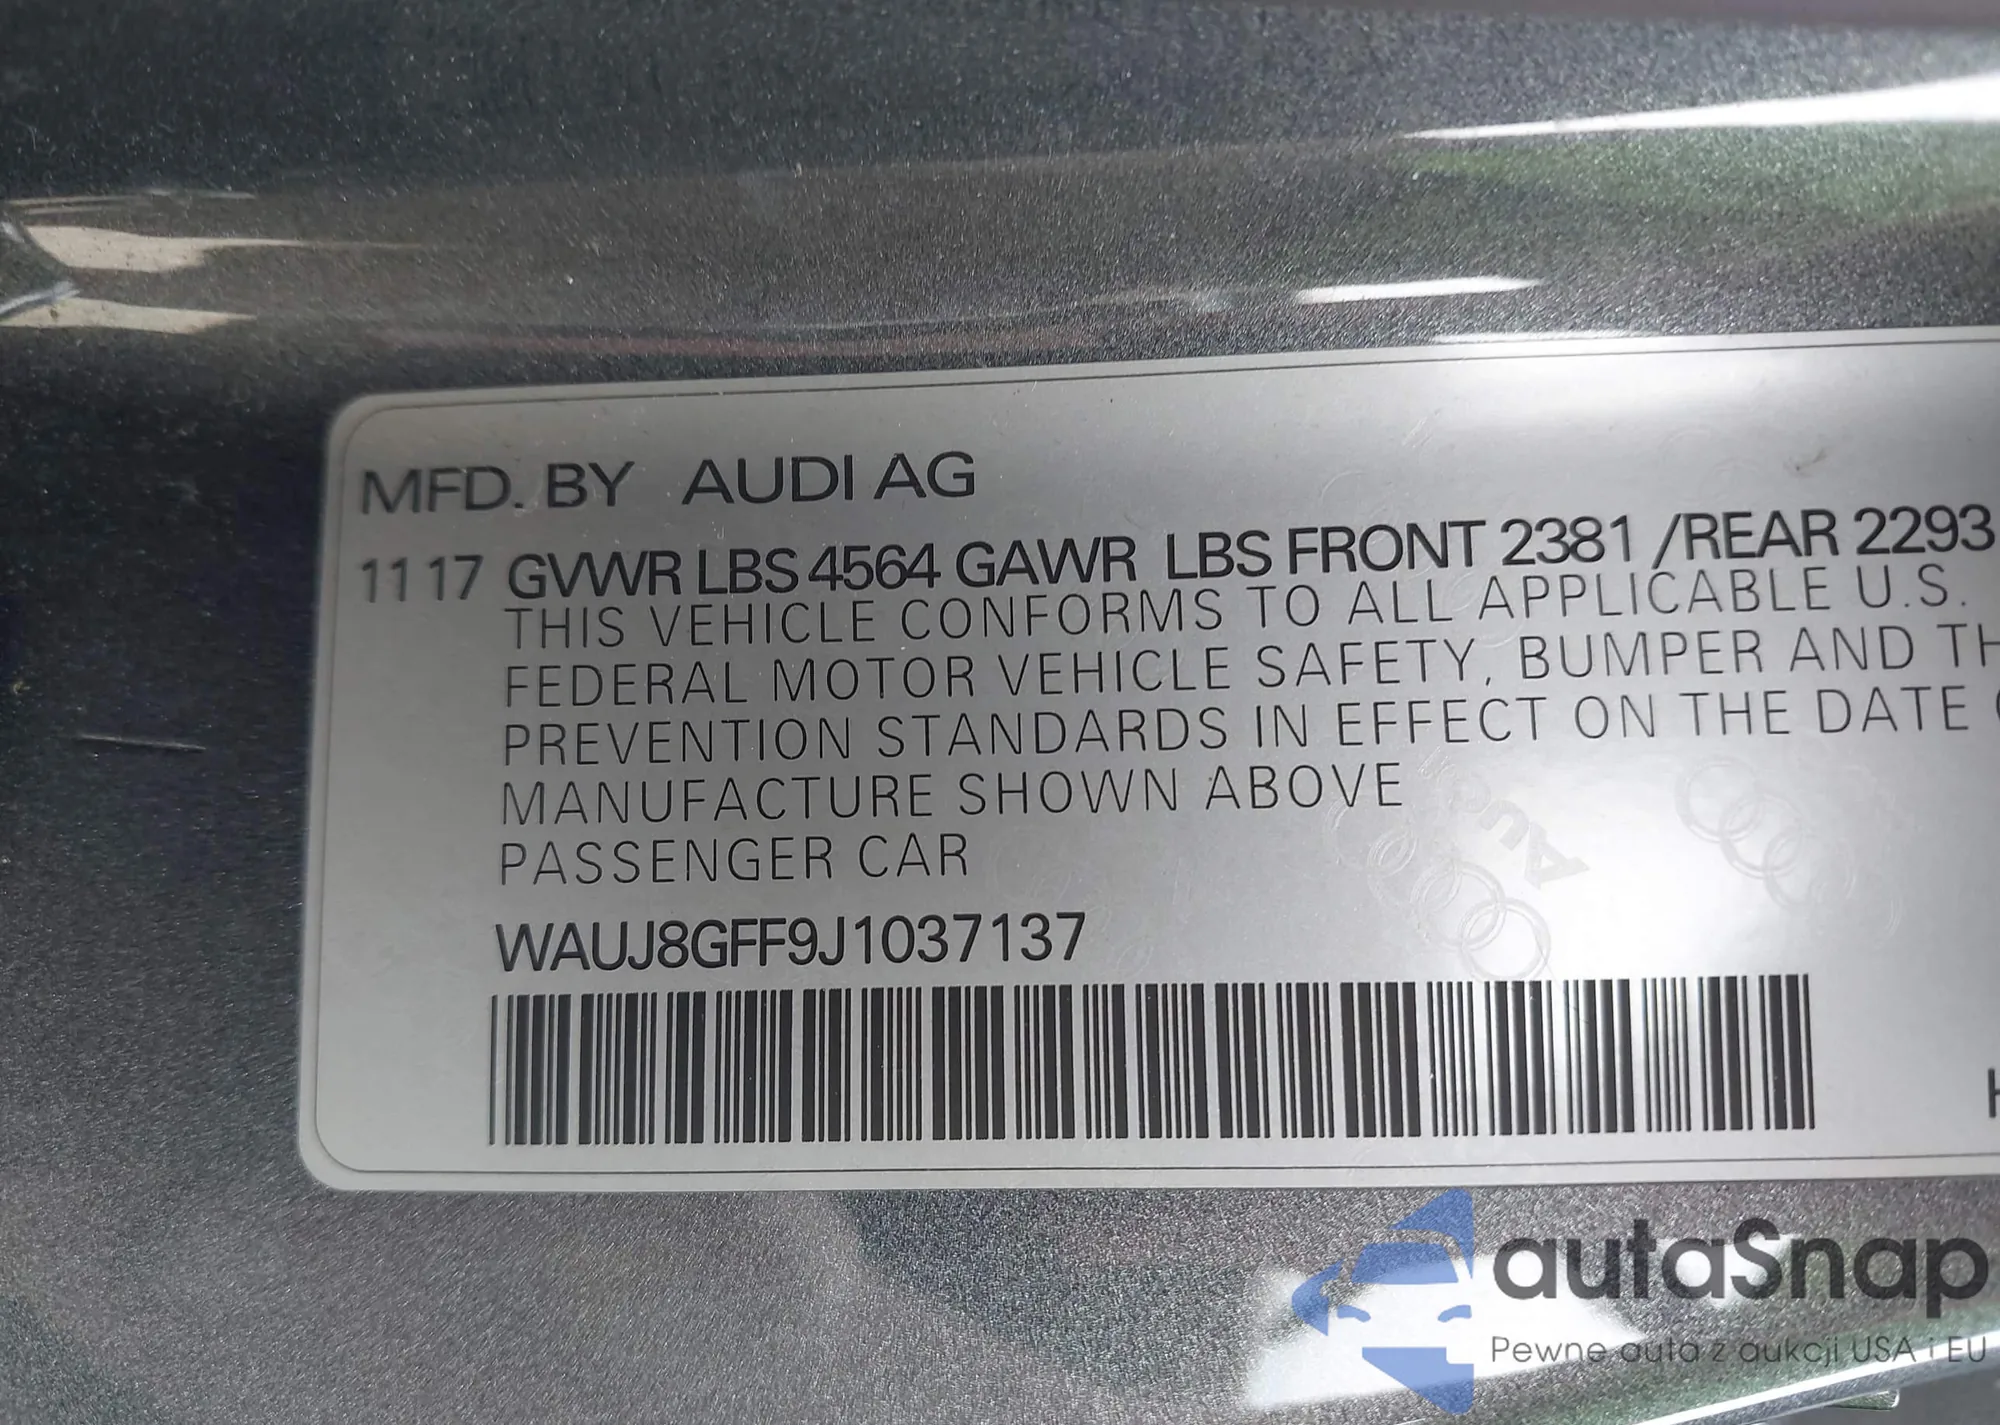 MFD. BY AUDI AG
11 17 GVWR LBS 4564 GAWR LBS FRONT 2381 /REAR 2293
THIS VEHICLE CONFORMS TO ALL APPLICABLE U.S.
FEDERAL MOTOR VEHICLE SAFETY, BUMPER AND TH
PREVENTION STANDARDS IN EFFECT ON THE DATE
MANUFACTURE SHOWN ABOVE
PASSENGER CAR
WAUJ8GFF9J1037137
Audi
autaSnap
Pewne auta z aukcji USA i EU